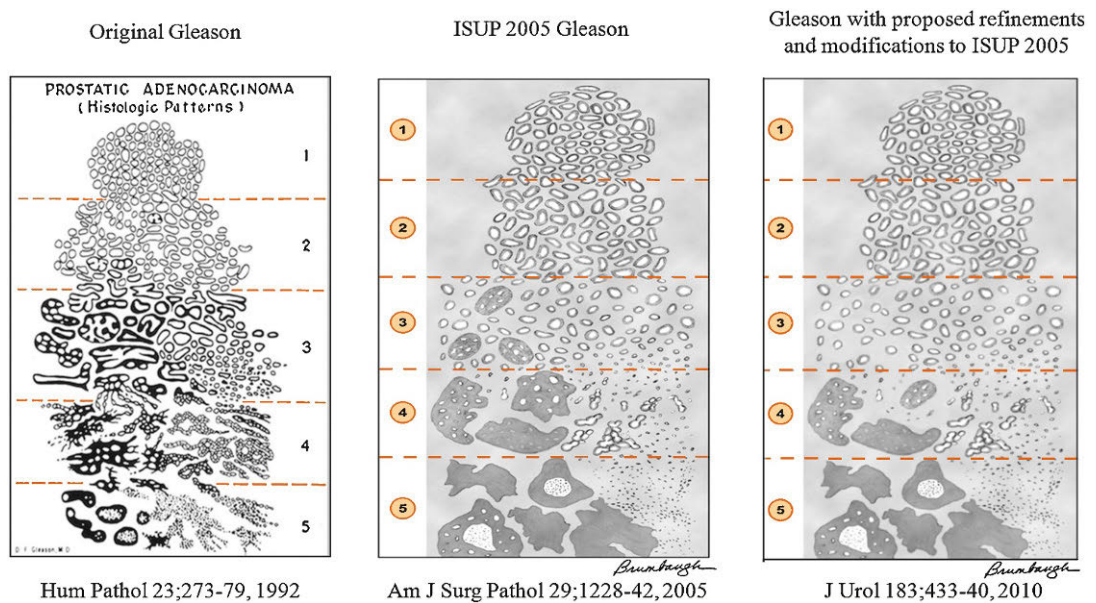 Original Gleason
PROSTATIC ADENOCARCINOMA
(Histologic Patterns)
1
2
3
4
5
D. F. Gleason, M.D.
Hum Pathol 23;273-79, 1992
ISUP 2005 Gleason
1
2
3
4
5
Brumbaugh
Am J Surg Pathol 29;1228-42, 2005
Gleason with proposed refinements
and modifications to ISUP 2005
1
2
3
4
5
Brumbaugh
J Urol 183;433-40, 2010